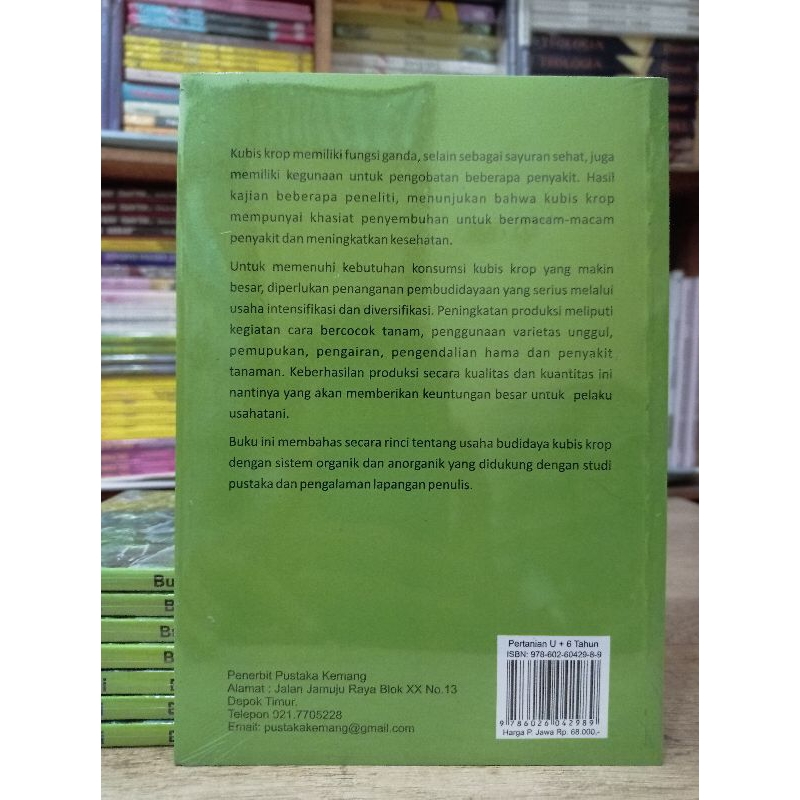 THEOLOGIA
Kubis krop memiliki fungsi ganda, selain sebagai sayuran sehat, juga
memiliki kegunaan untuk pengobatan beberapa penyakit. Hasil
kajian beberapa peneliti, menunjukan bahwa kubis krop
mempunyai khasiat penyembuhan untuk bermacam-macam
penyakit dan meningkatkan kesehatan.
Untuk memenuhi kebutuhan konsumsi kubis krop yang makin
besar, diperlukan penanganan pembudidayaan yang serius melalui
usaha intensifikasi dan diversifikasi. Peningkatan produksi meliputi
kegiatan cara bercocok tanam, penggunaan varietas unggul,
pemupukan, pengairan, pengendalian hama dan penyakit
tanaman. Keberhasilan produksi secara kualitas dan kuantitas ini
nantinya yang akan memberikan keuntungan besar untuk pelaku
usahatani.
Buku ini membahas secara rinci tentang usaha budidaya kubis krop
dengan sistem organik dan anorganik yang didukung dengan studi
pustaka dan pengalaman lapangan penulis.
Bu
Penerbit Pustaka Kemang
Alamat : Jalan Jamuju Raya Blok XX No.13
Depok Timur.
Telepon 021.7705228
Email: pustakakemang@gmail.com
Pertanian U + 6 Tahun
ISBN: 978-602-60429-8-9
9 786026 042989
Harga P. Jawa Rp. 68.000,-